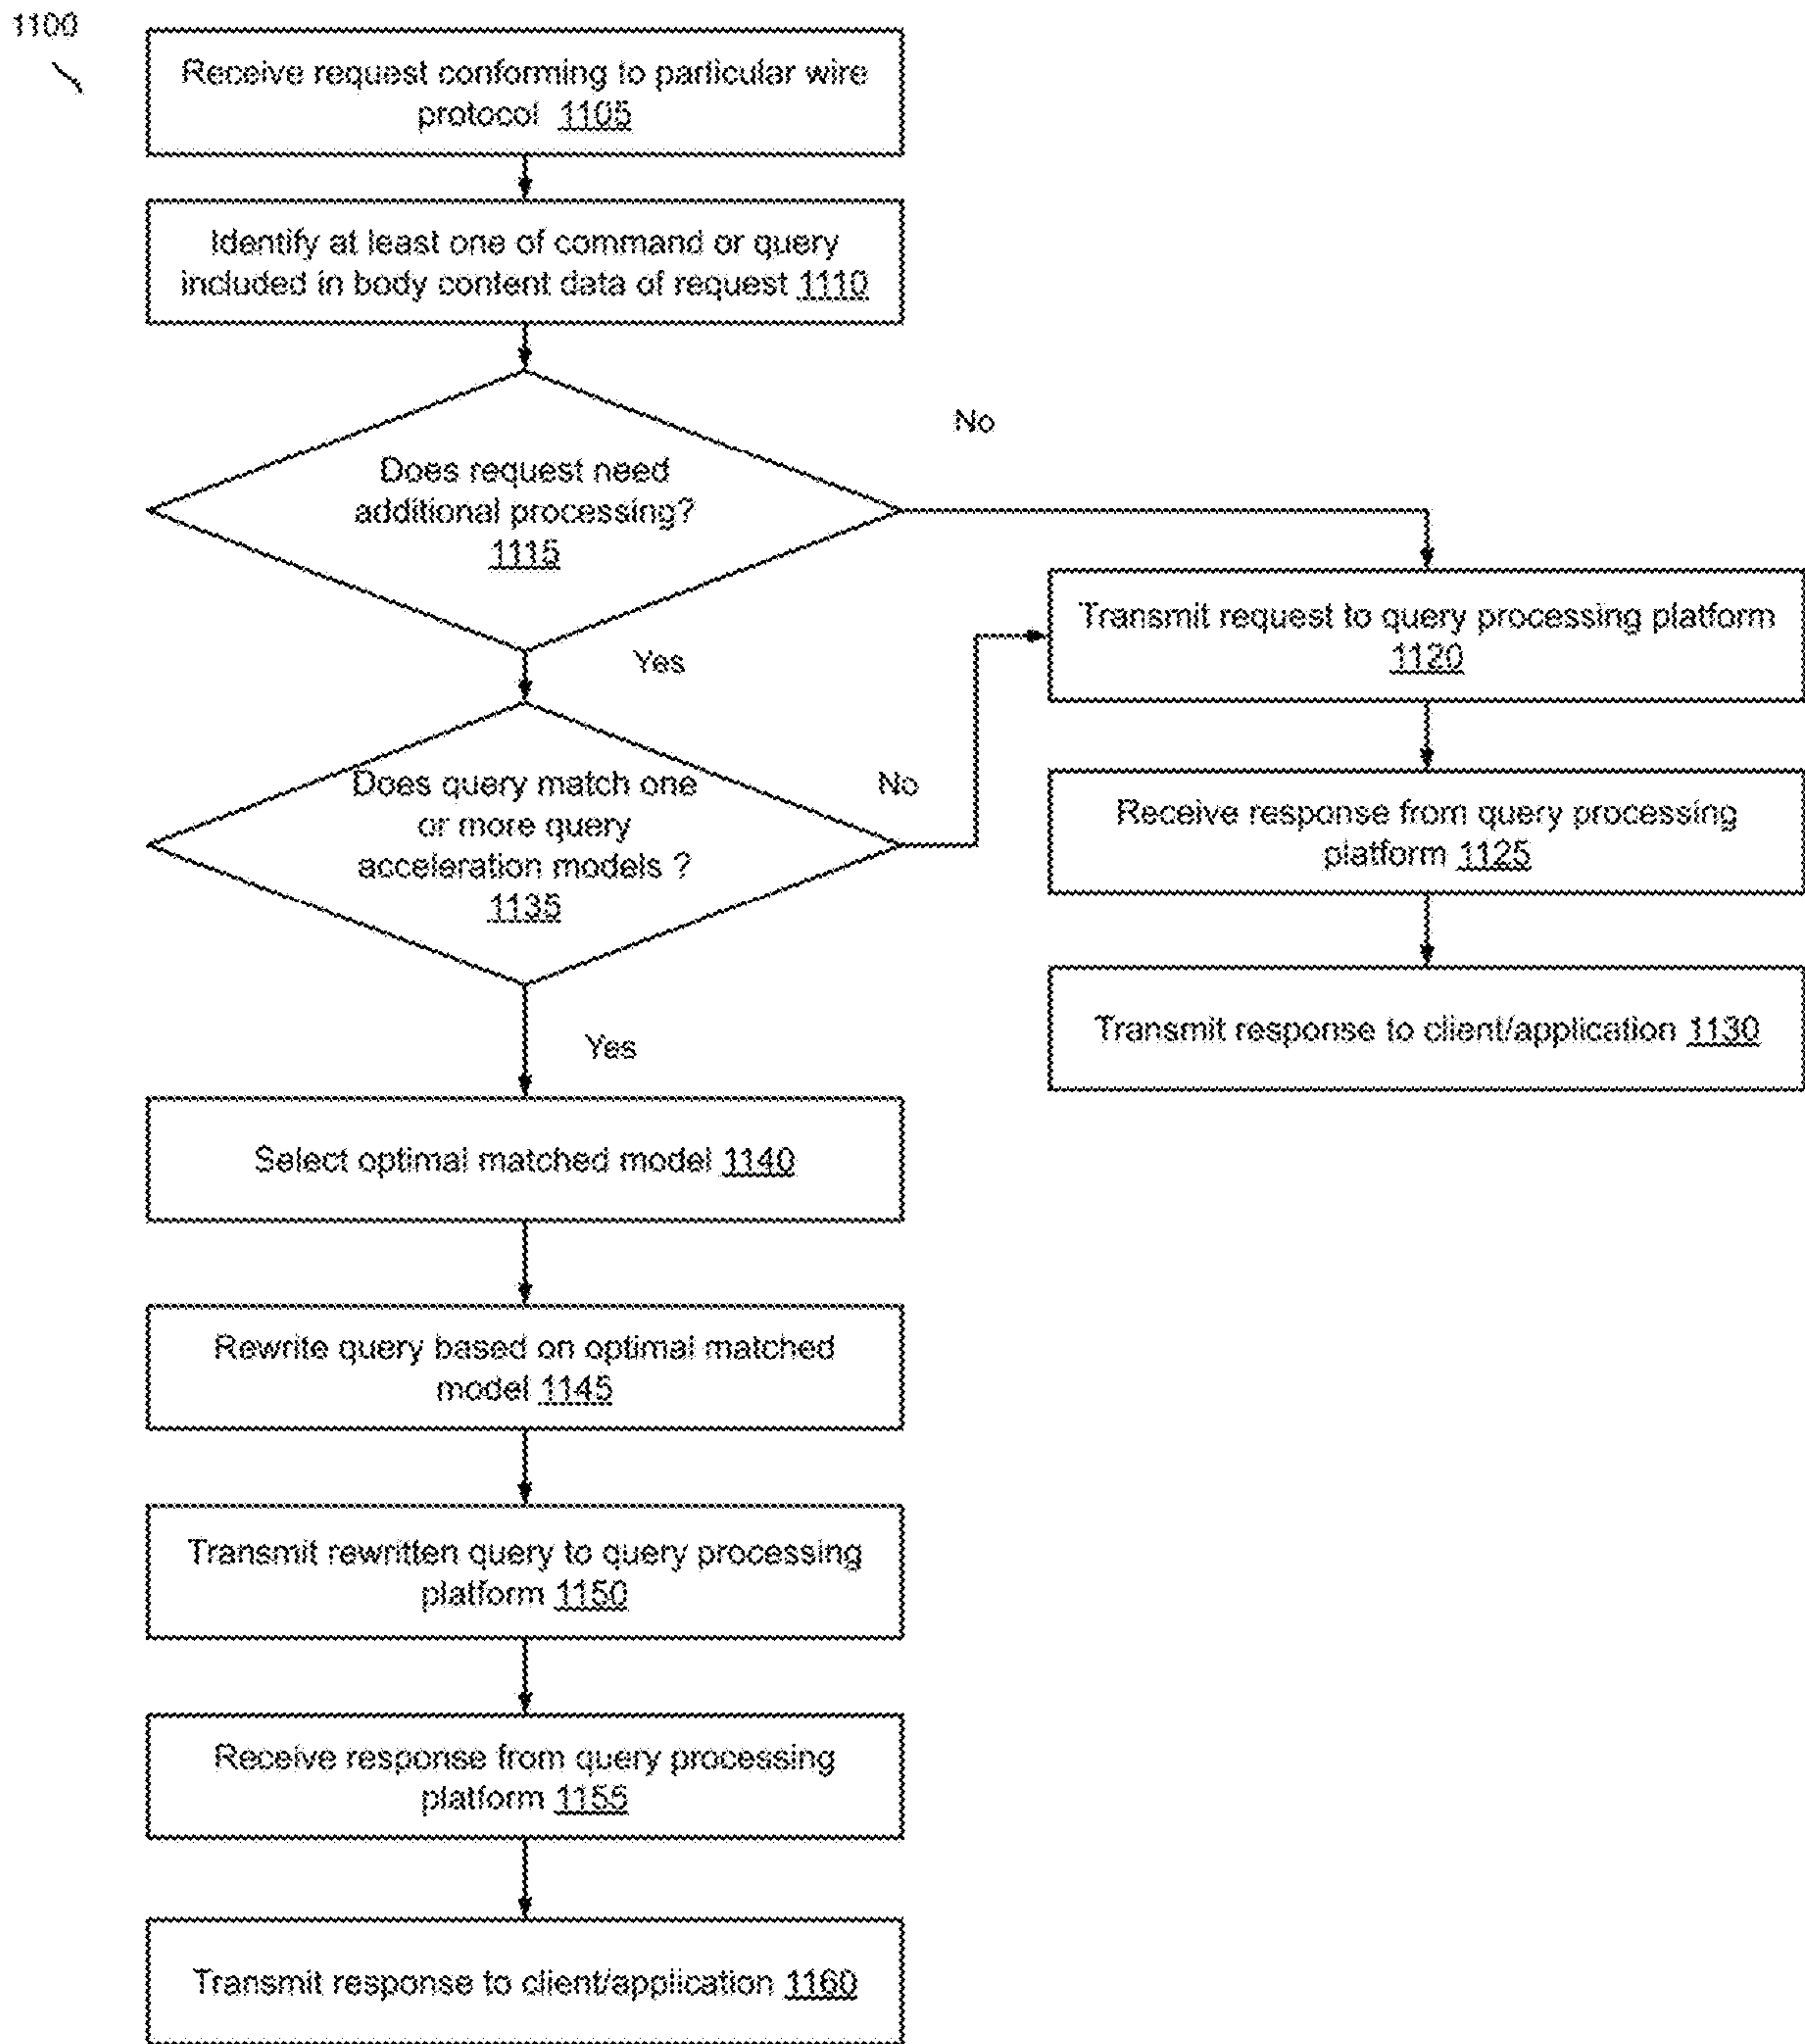 1100
Receive request conforming to particular wire
protocol 1105
Identify at least one of command or query
included in body content data of request 1110
Does request need
additional processing?
1115
No
Yes
Transmit request to query processing platform
1120
Receive response from query processing
platform 1125
Transmit response to client/application 1130
Does query match one
or more query
acceleration models ?
1135
No
Yes
Select optimal matched model 1140
Rewrite query based on optimal matched
model 1145
Transmit rewritten query to query processing
platform 1150
Receive response from query processing
platform 1155
Transmit response to client/application 1160